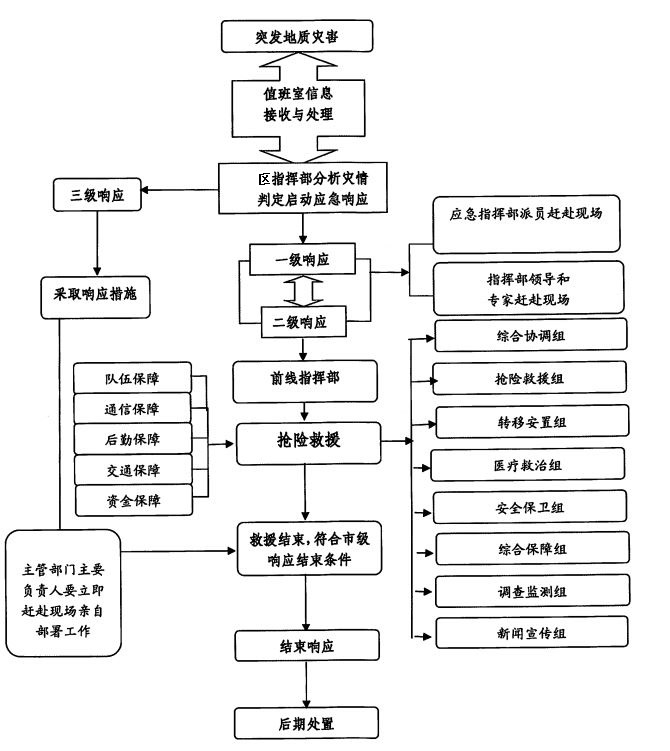 突发地质灾害
值班室信息
接收与处理
区指挥部分析灾情
判定启动应急响应
三级响应
采取响应措施
一级响应
二级响应
应急指挥部派员赶赴现场
指挥部领导和
专家赶赴现场
前线指挥部
队伍保障
通信保障
后勤保障
交通保障
资金保障
抢险救援
综合协调组
抢险救援组
转移安置组
医疗救治组
安全保卫组
综合保障组
调查监测组
新闻宣传组
主管部门主要
负责人要立即
赶赴现场亲自
部署工作
救援结束，符合市级
响应结束条件
结束响应
后期处置